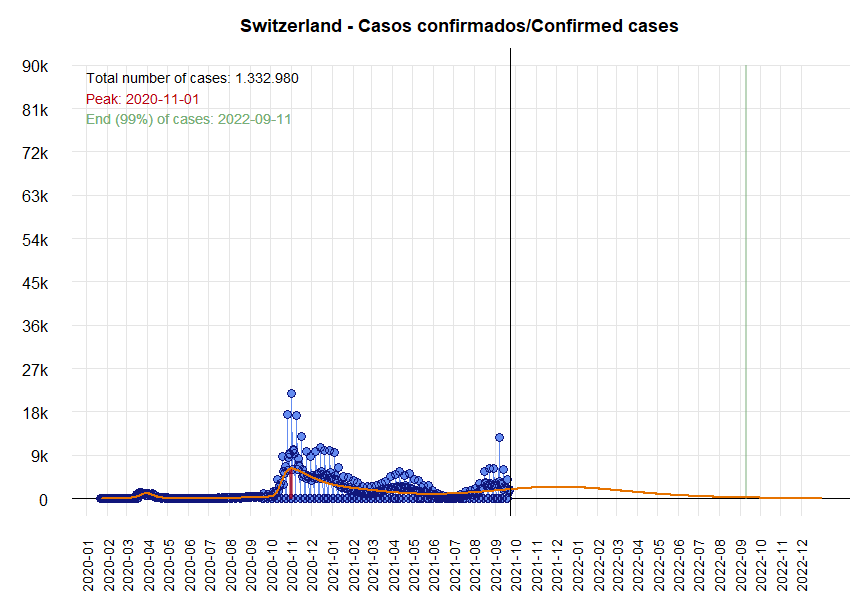 Switzerland - Casos confirmados/Confirmed cases
90k
81k
72k
63k
54k
45k
36k
27k
18k
9k
0
Total number of cases: 1.332.980
Peak: 2020-11-01
End (99%) of cases: 2022-09-11
2020-01
2020-02
2020-03
2020-04
2020-05
2020-06
2020-07
2020-08
2020-09
2020-10
2020-11
2020-12
2021-01
2021-02
2021-03
2021-04
2021-05
2021-06
2021-07
2021-08
2021-09
2021-10
2021-11
2021-12
2022-01
2022-02
2022-03
2022-04
2022-05
2022-06
2022-07
2022-08
2022-09
2022-10
2022-11
2022-12